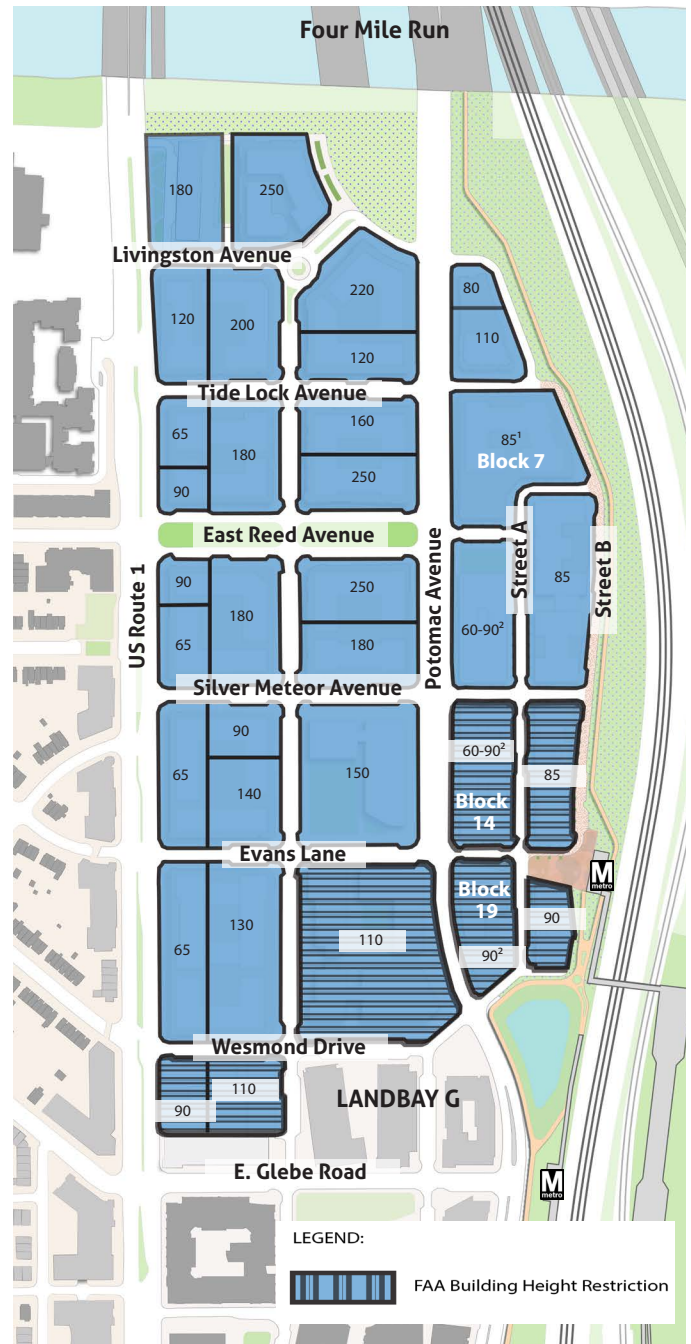 Four Mile Run
180
250
Livingston Avenue
220
80
120
200
110
120
Tide Lock Avenue
65
180
160
85¹
Block 7
90
250
East Reed Avenue
US Route 1
Potomac Avenue
Street A
Street B
90
250
85
65
180
180
60-90²
Silver Meteor Avenue
90
60-90²
65
150
85
140
Block
14
Evans Lane
M
metro
Block
19
65
130
110
90
90²
Wesmond Drive
90
110
LANDBAY G
E. Glebe Road
M
metro
LEGEND:
FAA Building Height Restriction